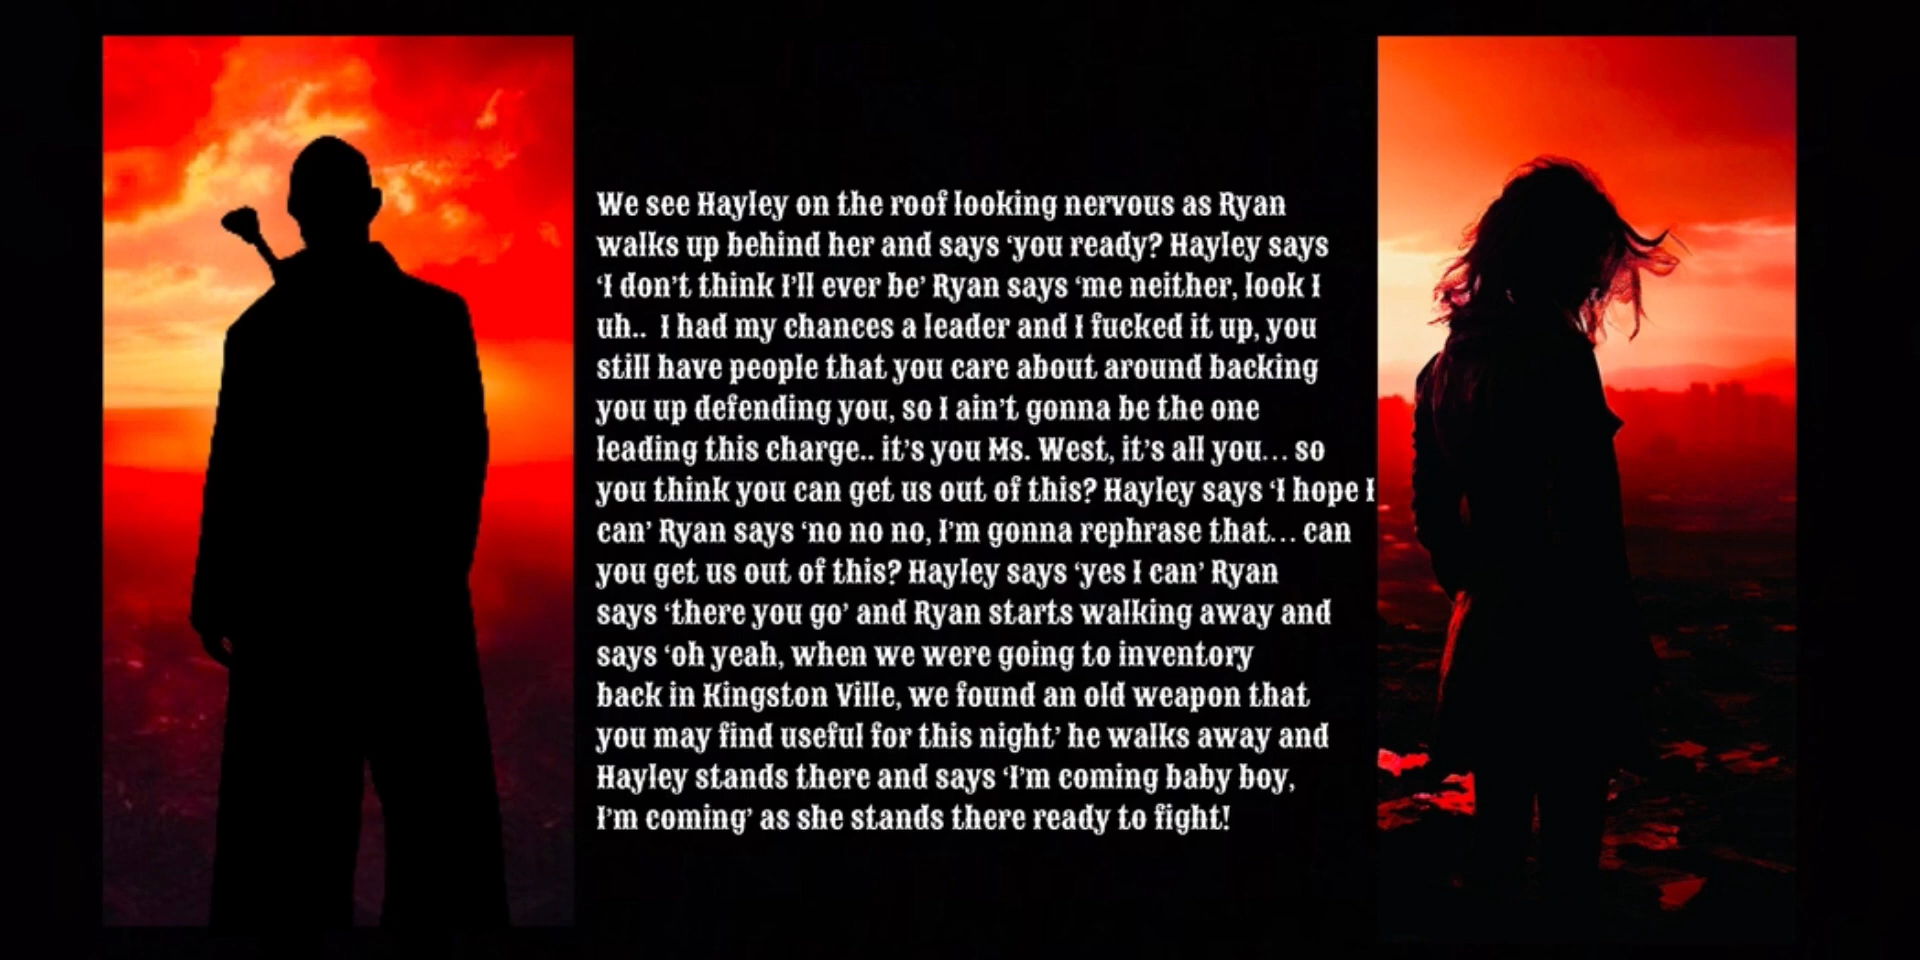 We see Hayley on the roof looking nervous as Ryan
walks up behind her and says ‘you ready? Hayley says
‘I don’t think I’ll ever be’ Ryan says ‘me neither, look I
uh..  I had my chances a leader and I fucked it up, you
still have people that you care about around backing
you up defending you, so I ain’t gonna be the one
leading this charge.. it’s you Ms. West, it’s all you... so
you think you can get us out of this? Hayley says ‘I hope I
can’ Ryan says ‘no no no, I’m gonna rephrase that... can
you get us out of this? Hayley says ‘yes I can’ Ryan
says ‘there you go’ and Ryan starts walking away and
says ‘oh yeah, when we were going to inventory
back in Kingston Ville, we found an old weapon that
you may find useful for this night’ he walks away and
Hayley stands there and says ‘I’m coming baby boy,
I’m coming’ as she stands there ready to fight!